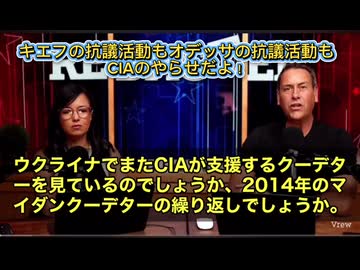 キエフの抗議活動もオデッサの抗議活動も
CIAのやらせだよ！
ウクライナでまたCIAが支援するクーデタ
ーを見ているのでしょうか、2014年のマ
イダンクーデターの繰り返しでしょうか。
Vrew